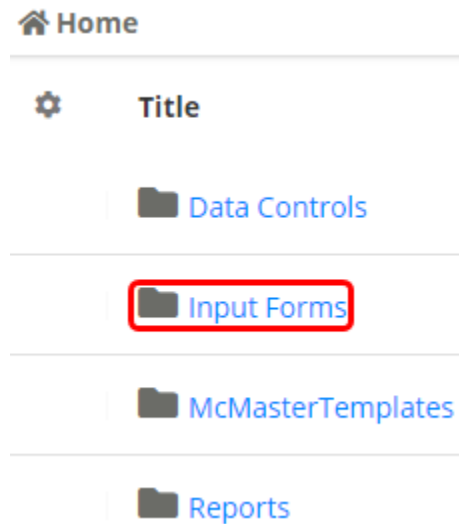 Home
Title
Data Controls
Input Forms
McMasterTemplates
Reports